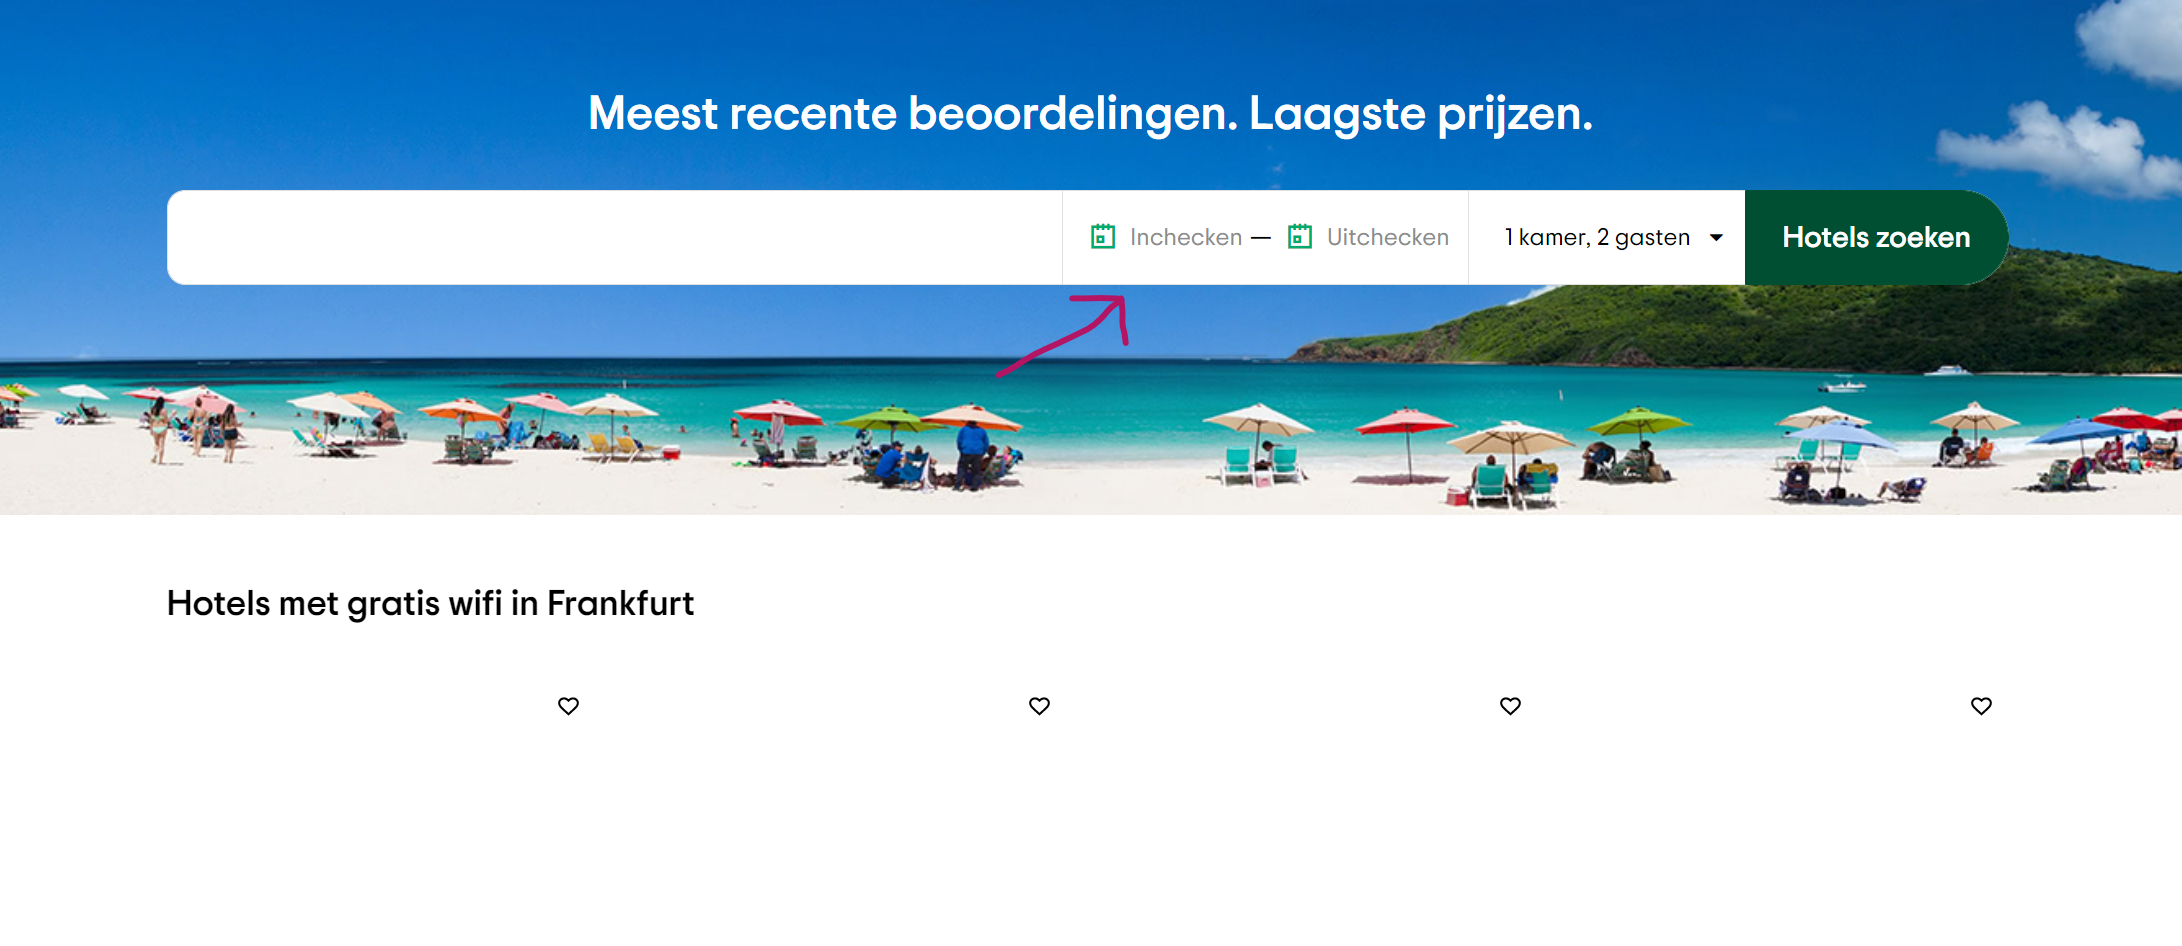 Meest recente beoordelingen. Laagste prijzen.
Inchecken — Uitchecken 1 kamer, 2 gasten Hotels zoeken
Hotels met gratis wifi in Frankfurt